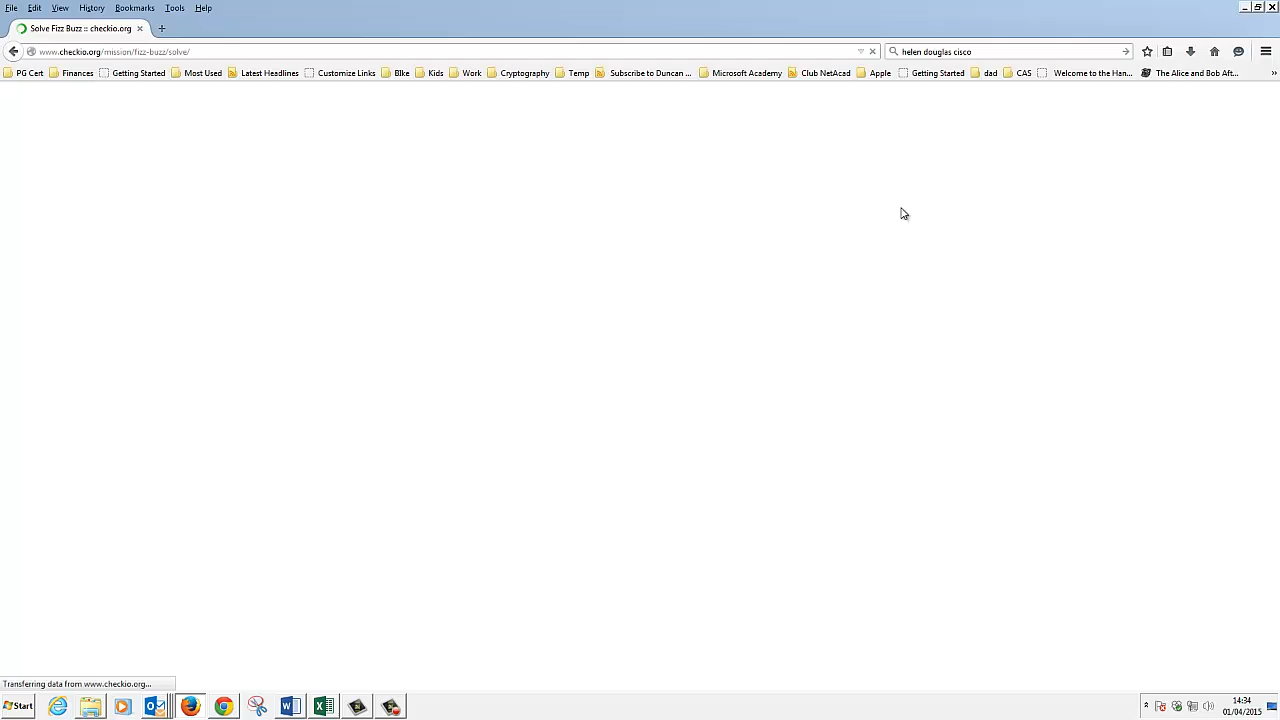 File Edit View History Bookmarks Tools Help
Solve Fizz Buzz :: checkio.org
www.checkio.org/mission/fizz-buzz/solve/ helen douglas cisco
PG Cert Finances Getting Started Most Used Latest Headlines Customize Links BIke Kids Work Cryptography Temp Subscribe to Duncan ... Microsoft Academy Club NetAcad Apple Getting Started dad CAS Welcome to the Han... The Alice and Bob Aft...
Transferring data from www.checkio.org...
Start 14:34
01/04/2015